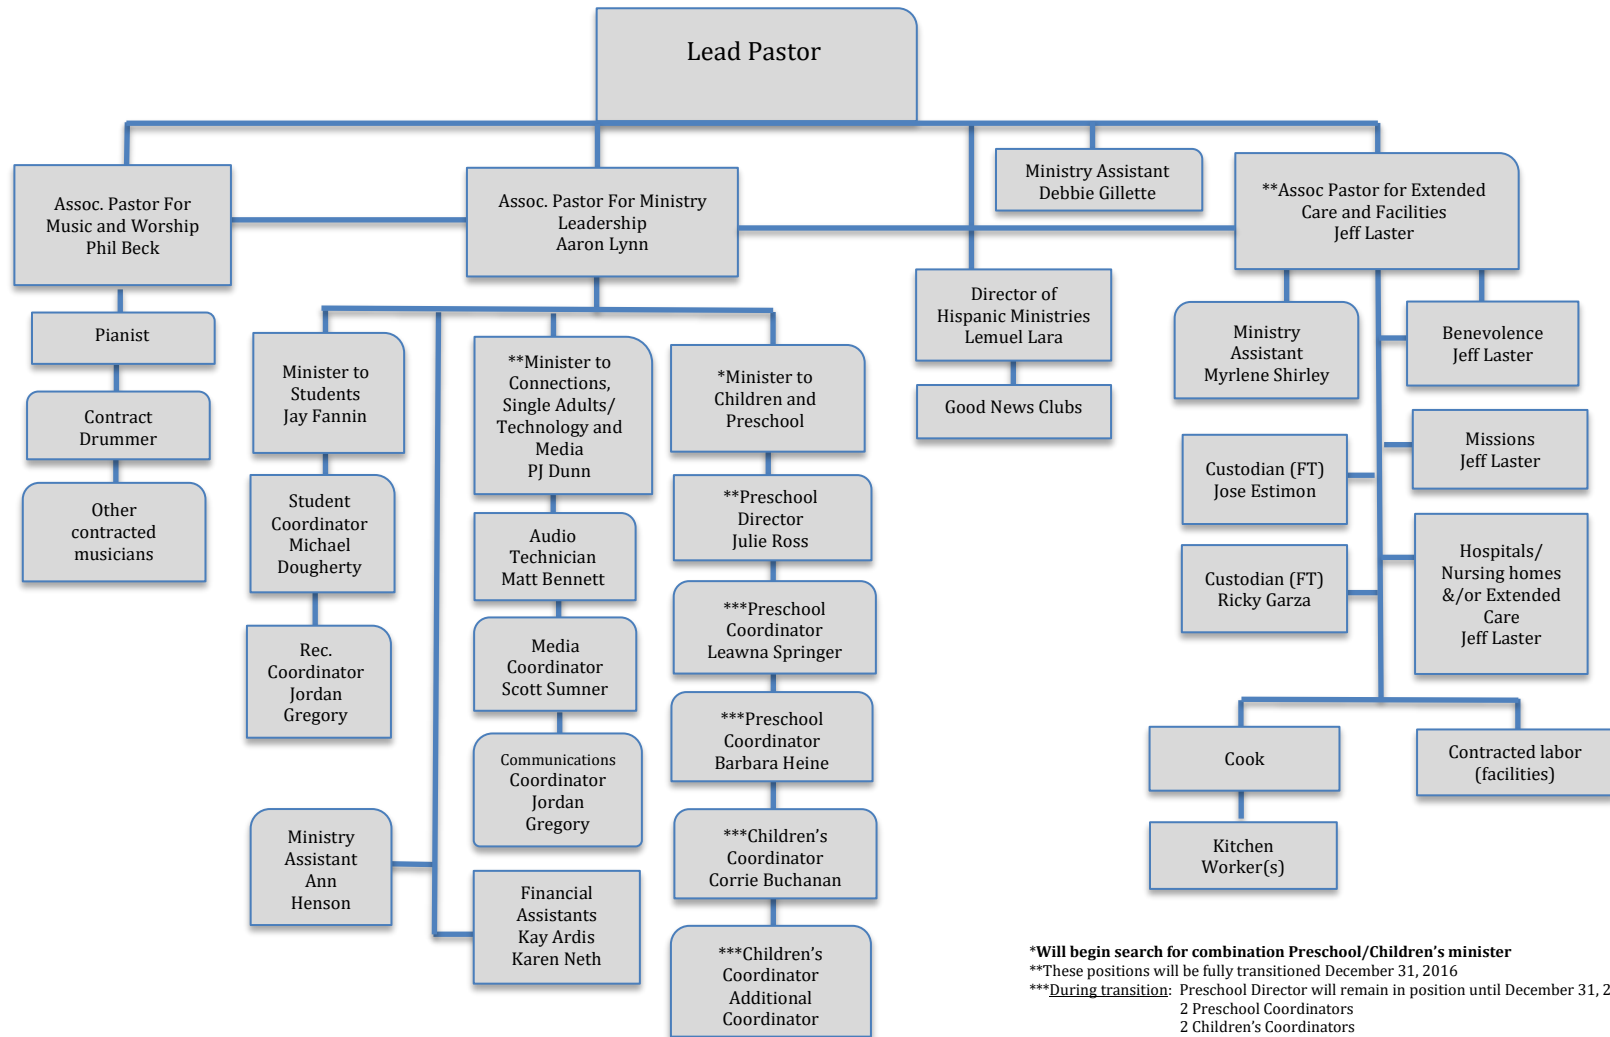 Lead Pastor
Assoc. Pastor For
Music and Worship
Phil Beck
Assoc. Pastor For Ministry
Leadership
Aaron Lynn
Ministry Assistant
Debbie Gillette
**Assoc Pastor for Extended
Care and Facilities
Jeff Laster
Pianist
Contract
Drummer
Other
contracted
musicians
Minister to
Students
Jay Fannin
Student
Coordinator
Michael
Dougherty
Rec.
Coordinator
Jordan
Gregory
Ministry
Assistant
Ann
Henson
**Minister to
Connections,
Single Adults/
Technology and
Media
PJ Dunn
Audio
Technician
Matt Bennett
Media
Coordinator
Scott Sumner
Communications
Coordinator
Jordan
Gregory
Financial
Assistants
Kay Ardis
Karen Neth
*Minister to
Children and
Preschool
**Preschool
Director
Julie Ross
***Preschool
Coordinator
Leawna Springer
***Preschool
Coordinator
Barbara Heine
***Children's
Coordinator
Corrie Buchanan
***Children's
Coordinator
Additional
Coordinator
Director of
Hispanic Ministries
Lemuel Lara
Good News Clubs
Ministry
Assistant
Myrlene Shirley
Benevolence
Jeff Laster
Custodian (FT)
Jose Estimon
Missions
Jeff Laster
Custodian (FT)
Ricky Garza
Hospitals/
Nursing homes
&/or Extended
Care
Jeff Laster
Cook
Contracted labor
(facilities)
Kitchen
Worker(s)
*Will begin search for combination Preschool/Children's minister
**These positions will be fully transitioned December 31, 2016
***During transition: Preschool Director will remain in position until December 31, 2
2 Preschool Coordinators
2 Children's Coordinators